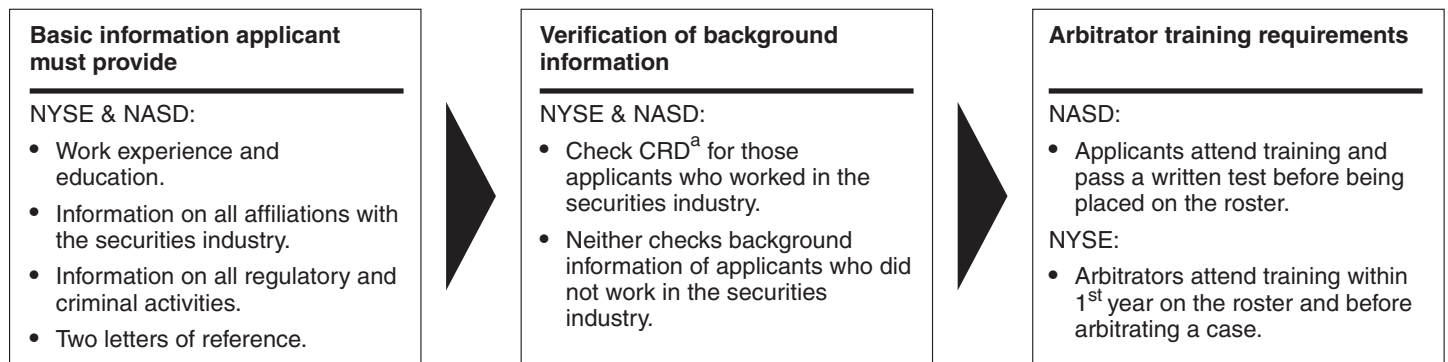 Basic information applicant
must provide
NYSE & NASD:
• Work experience and
education.
• Information on all affiliations with
the securities industry.
• Information on all regulatory and
criminal activities.
• Two letters of reference.
Verification of background
information
NYSE & NASD:
• Check CRDa for those
applicants who worked in the
securities industry.
• Neither checks background
information of applicants who did
not work in the securities
industry.
Arbitrator training requirements
NASD:
• Applicants attend training and
pass a written test before being
placed on the roster.
NYSE:
• Arbitrators attend training within
1st year on the roster and before
arbitrating a case.